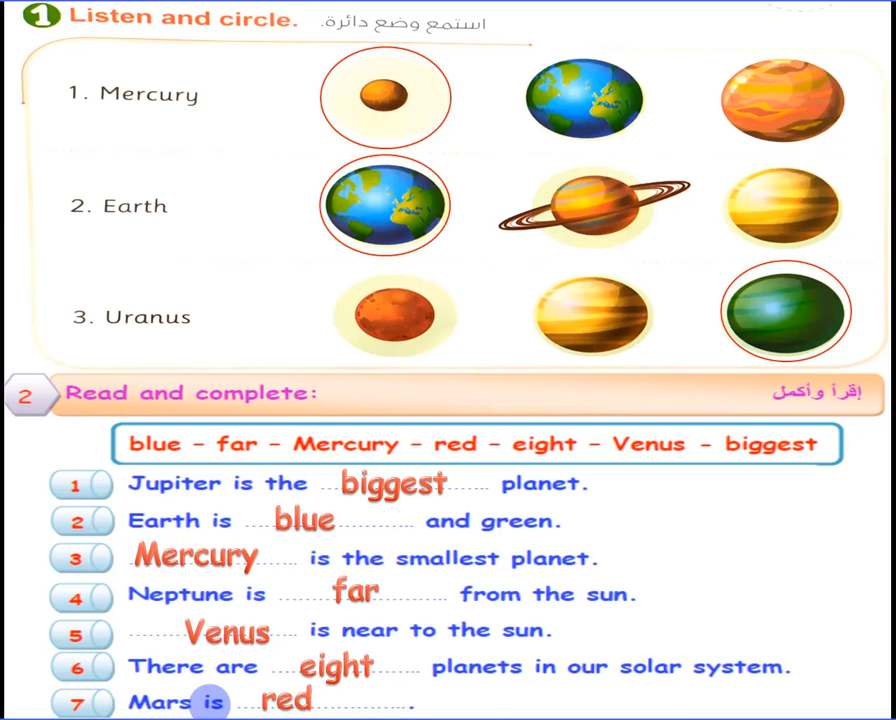 1 Listen and circle. استمع وضع دائرة.
1. Mercury
2. Earth
3. Uranus
2 Read and complete: إقرأ وأكمل
blue - far - Mercury - red - eight - Venus - biggest
1 Jupiter is the ...biggest...... planet.
2 Earth is ....blue............. and green.
3 Mercury...... is the smallest planet.
4 Neptune is .........far............ from the sun.
5 .........Venus.... is near to the sun.
6 There are ....eight........ planets in our solar system.
7 Mars is ....red..................